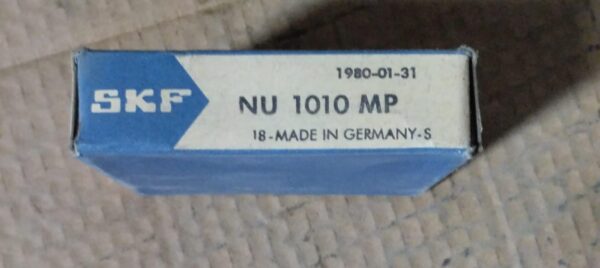 1980-01-31
SKF
NU 1010 MP
18-MADE IN GERMANY-S